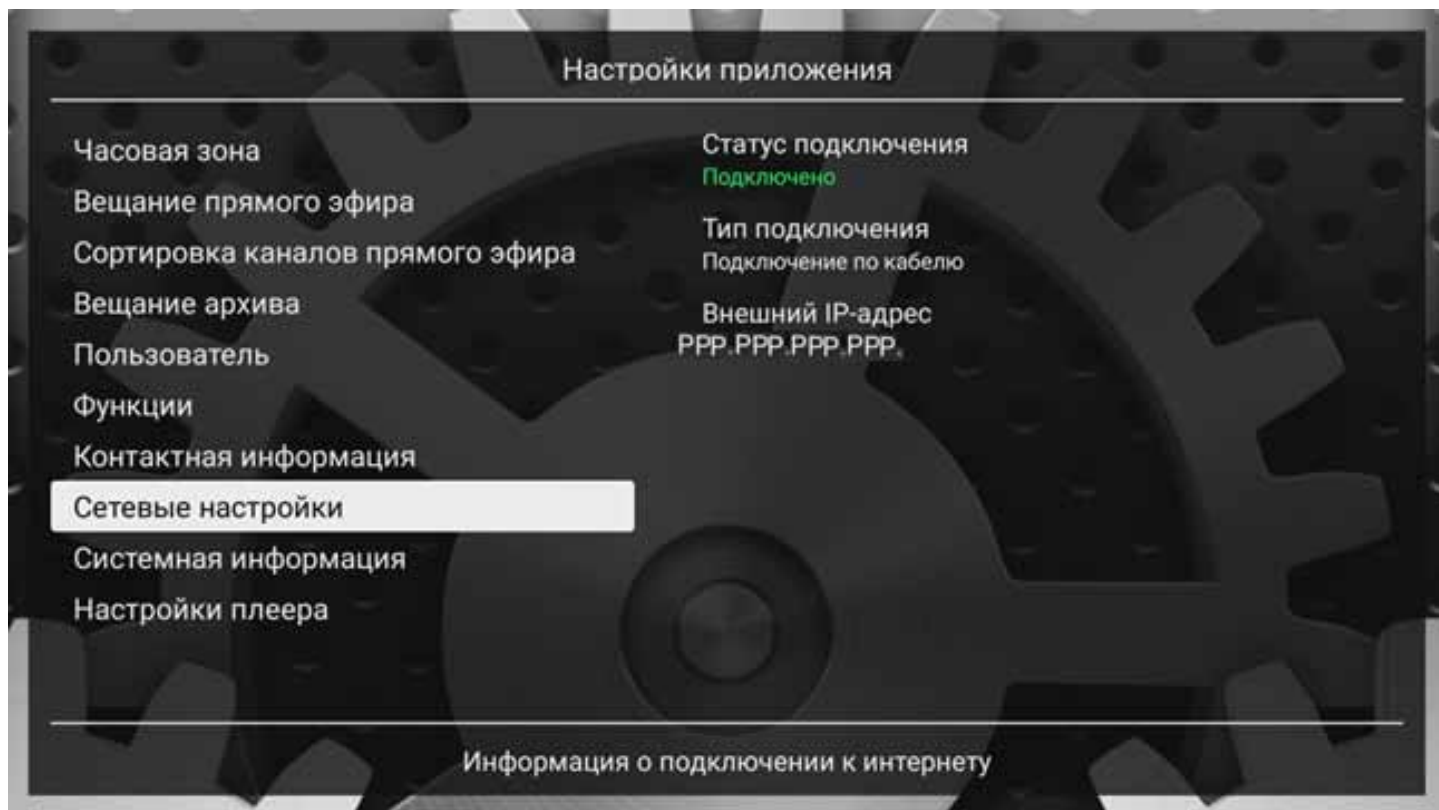 Настройки приложения
Часовая зона
Вещание прямого эфира
Сортировка каналов прямого эфира
Вещание архива
Пользователь
Функции
Контактная информация
Сетевые настройки
Системная информация
Настройки плеера
Статус подключения
Подключено
Тип подключения
Подключение по кабелю
Внешний IP-адрес
PPP.PPP.PPP.PPP.
Информация о подключении к интернету